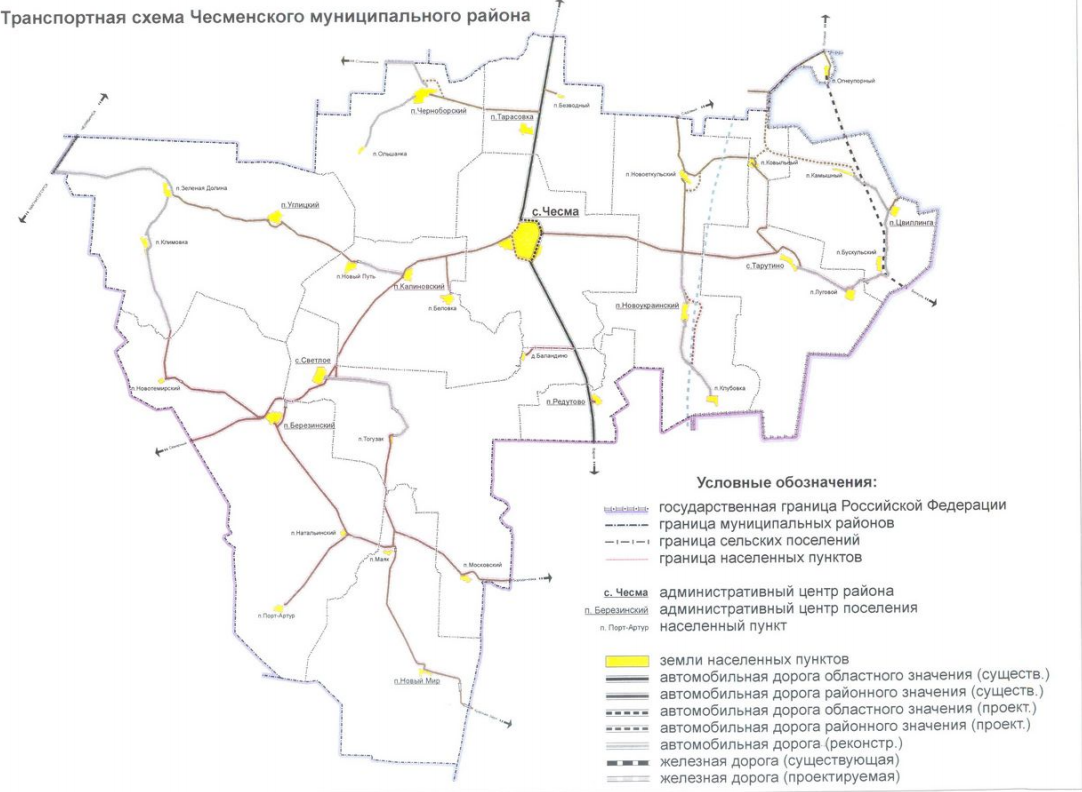 Транспортная схема Чесменского муниципального района
п.Огнеупорный
п.Безводный
п.Черноборский
п.Тарасовка
п.Ольшанка
п.Новоеткульский
п.Ковыльный
п.Камышный
п.Зеленая Долина
п.Углицкий
с.Чесма
п.Цвиллинга
п.Климовка
п.Новый Путь
п.Калиновский
с.Тарутино
п.Бускульский
п.Луговой
п.Беловка
п.Новоукраинский
с.Светлое
д.Баландино
п.Новотемирский
п.Редутово
п.Клубовка
п.Березинский
п.Тогузак
п.Натальинский
п.Маяк
п.Московский
п.Порт-Артур
п.Новый Мир
Условные обозначения:
государственная граница Российской Федерации
граница муниципальных районов
граница сельских поселений
граница населенных пунктов
с. Чесма административный центр района
п. Березинский административный центр поселения
п. Порт-Артур населенный пункт
земли населенных пунктов
автомобильная дорога областного значения (существ.)
автомобильная дорога районного значения (существ.)
автомобильная дорога областного значения (проект.)
автомобильная дорога районного значения (проект.)
автомобильная дорога (реконстр.)
железная дорога (существующая)
железная дорога (проектируемая)